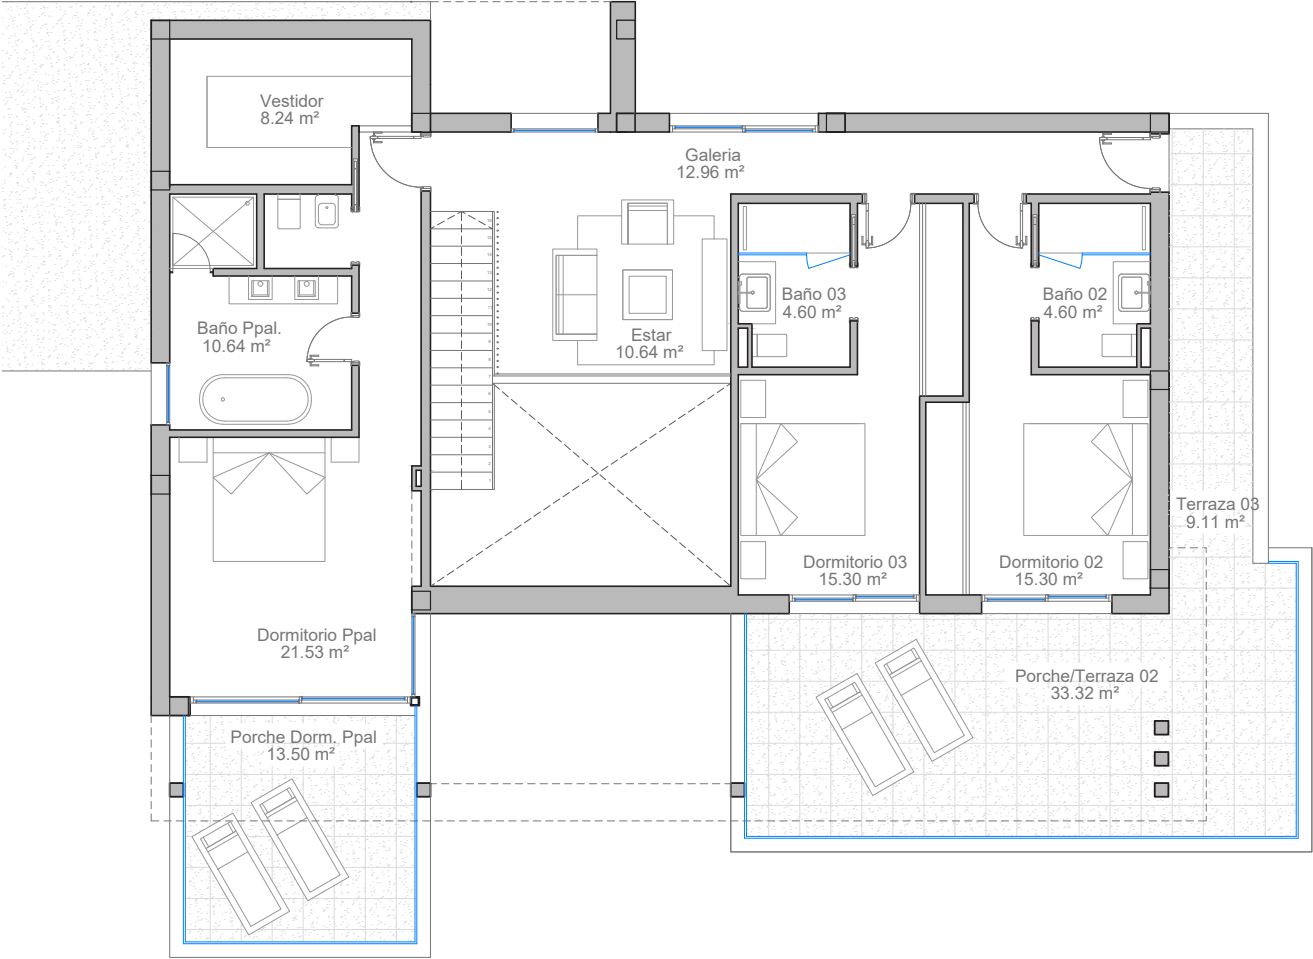 Vestidor
8.24 m²
Galeria
12.96 m²
Baño Ppal.
10.64 m²
Estar
10.64 m²
Baño 03
4.60 m²
Baño 02
4.60 m²
Terraza 03
9.11 m²
Dormitorio 03
15.30 m²
Dormitorio 02
15.30 m²
Dormitorio Ppal
21.53 m²
Porche/Terraza 02
33.32 m²
Porche Dorm. Ppal
13.50 m²